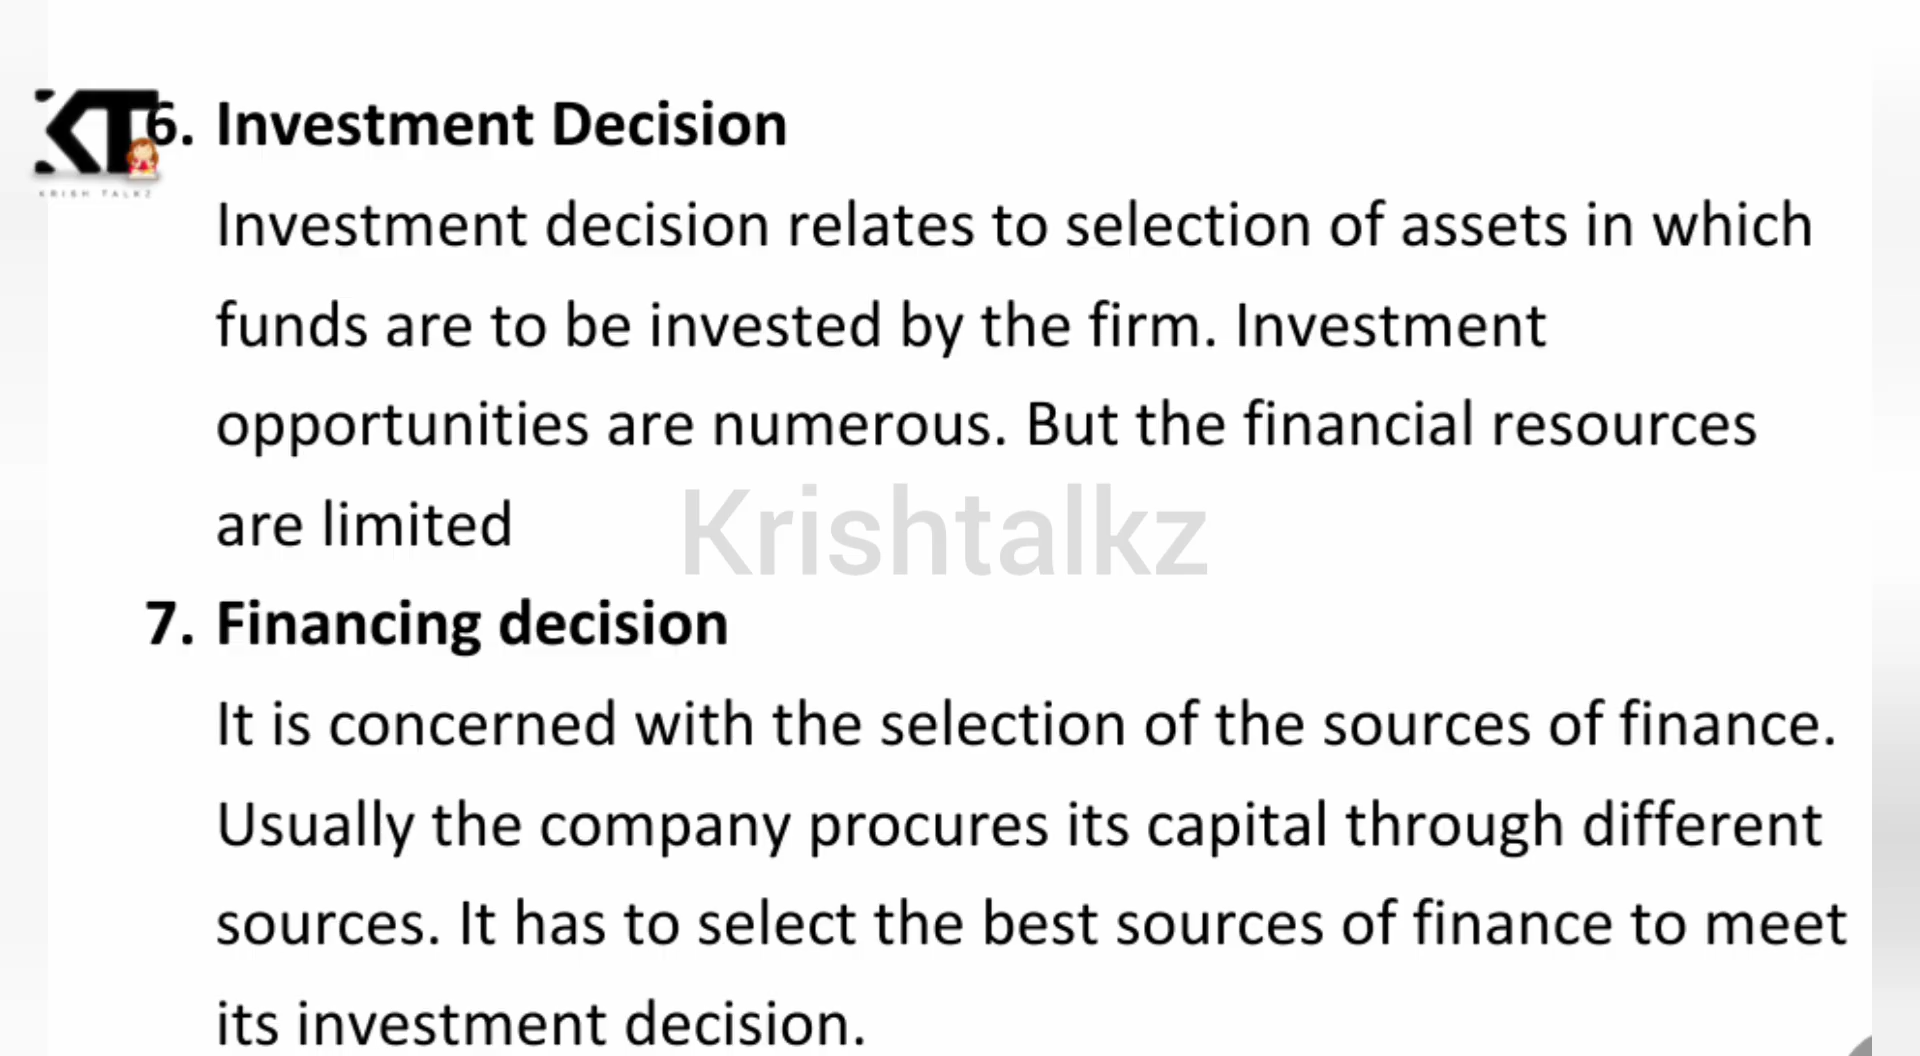 KT
KRISH TALKZ
6. Investment Decision
Investment decision relates to selection of assets in which
funds are to be invested by the firm. Investment
opportunities are numerous. But the financial resources
are limited
Krishtalkz
7. Financing decision
It is concerned with the selection of the sources of finance.
Usually the company procures its capital through different
sources. It has to select the best sources of finance to meet
its investment decision.